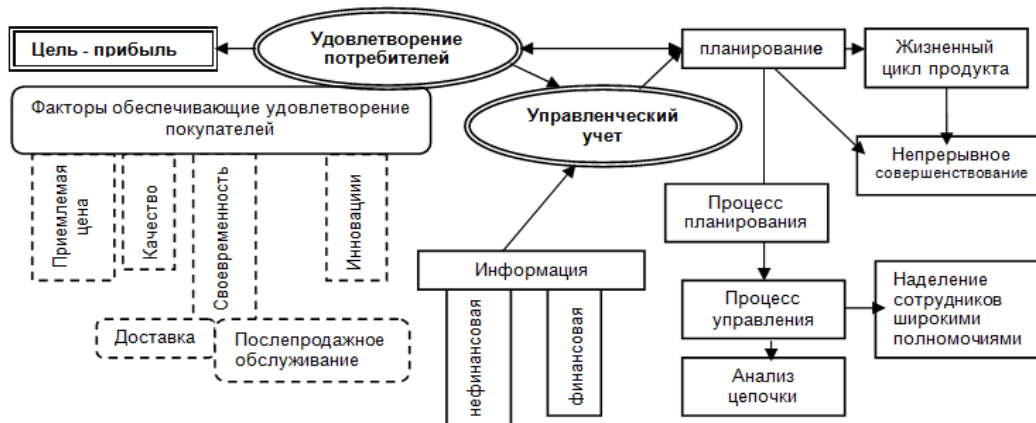 Цель - прибыль
Удовлетворение
потребителей
планирование
Жизненный
цикл продукта
Факторы обеспечивающие удовлетворение
покупателей
Управленческий
учет
Непрерывное
совершенствование
Приемлемая
цена
Качество
Своевременность
Инновациии
Процесс
планирования
Информация
Наделение
сотрудников
широкими
полномочиями
Процесс
управления
Доставка
Послепродажное
обслуживание
нефинансовая
финансовая
Анализ
цепочки